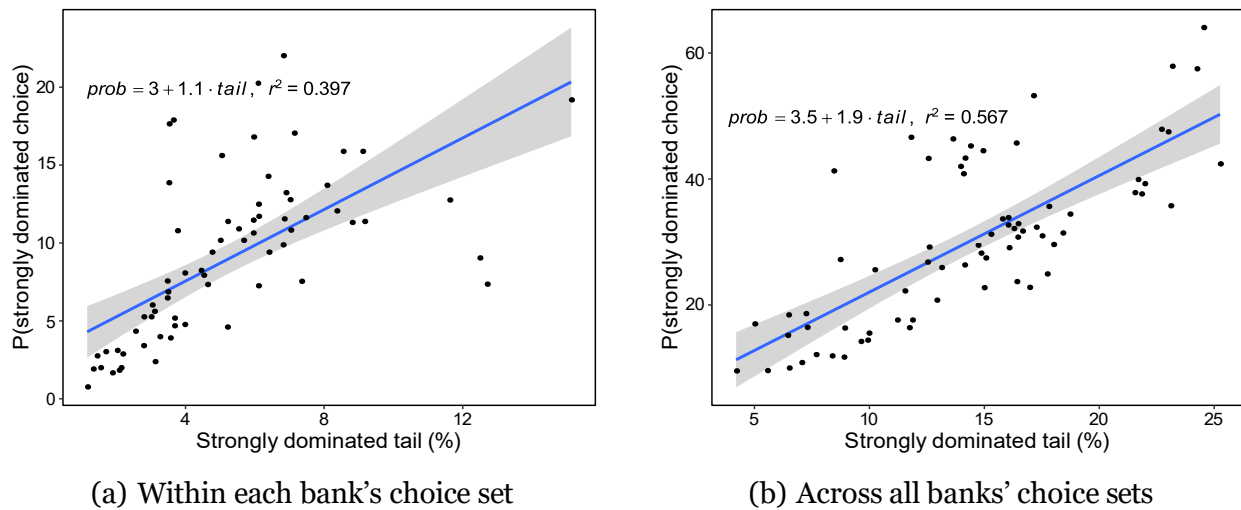 P(strongly dominated choice)
20
15
10
5
0
prob = 3 + 1.1 · tail , r² = 0.397
4
8
12
Strongly dominated tail (%)
(a) Within each bank’s choice set
P(strongly dominated choice)
60
40
20
prob = 3.5 + 1.9 · tail , r² = 0.567
5
10
15
20
25
Strongly dominated tail (%)
(b) Across all banks’ choice sets